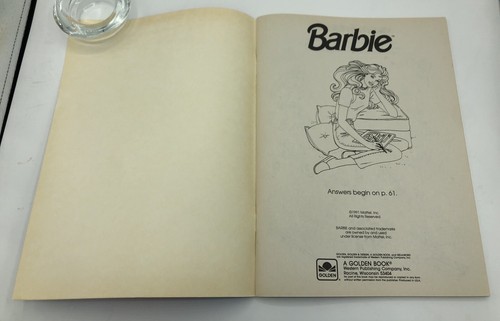 Barbie
Answers begin on p. 61.
©1991 Mattel, Inc.
All Rights Reserved.
BARBIE and associated trademarks
are owned by and used
under license from Mattel, Inc.
GOLDEN
A GOLDEN BOOK®
Western Publishing Company, Inc.
Racine, Wisconsin 53404